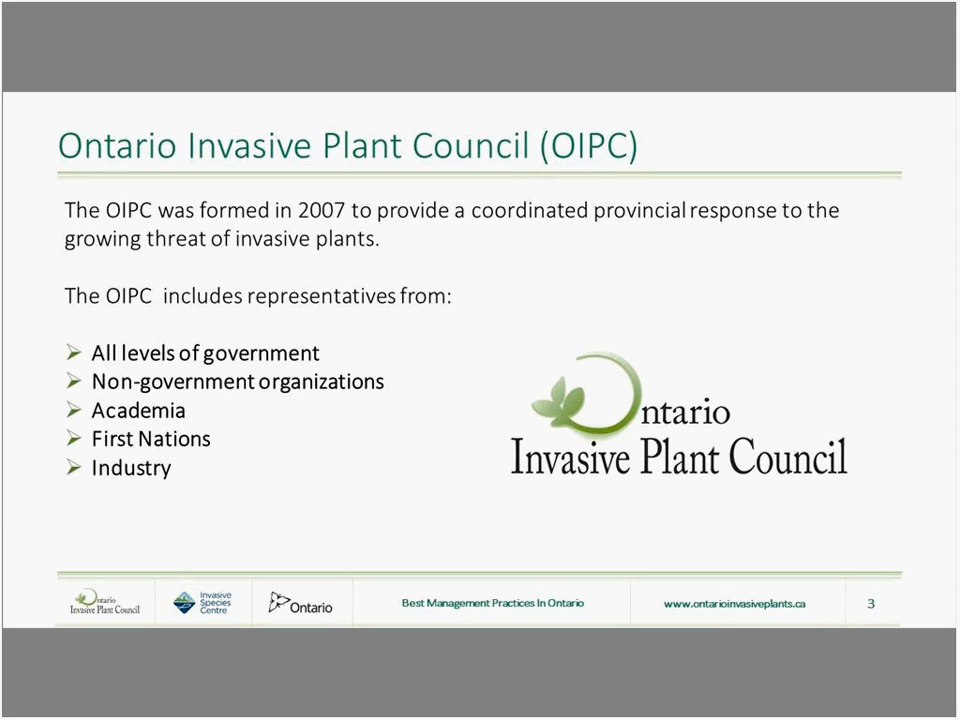 Ontario Invasive Plant Council (OIPC)
The OIPC was formed in 2007 to provide a coordinated provincial response to the
growing threat of invasive plants.
The OIPC includes representatives from:
All levels of government
Non-government organizations
Academia
First Nations
Industry
Ontario
Invasive Plant Council
Ontario
Invasive Plant Council
Invasive
Species
Centre
Ontario
Best Management Practices In Ontario
www.ontarioinvasiveplants.ca
3